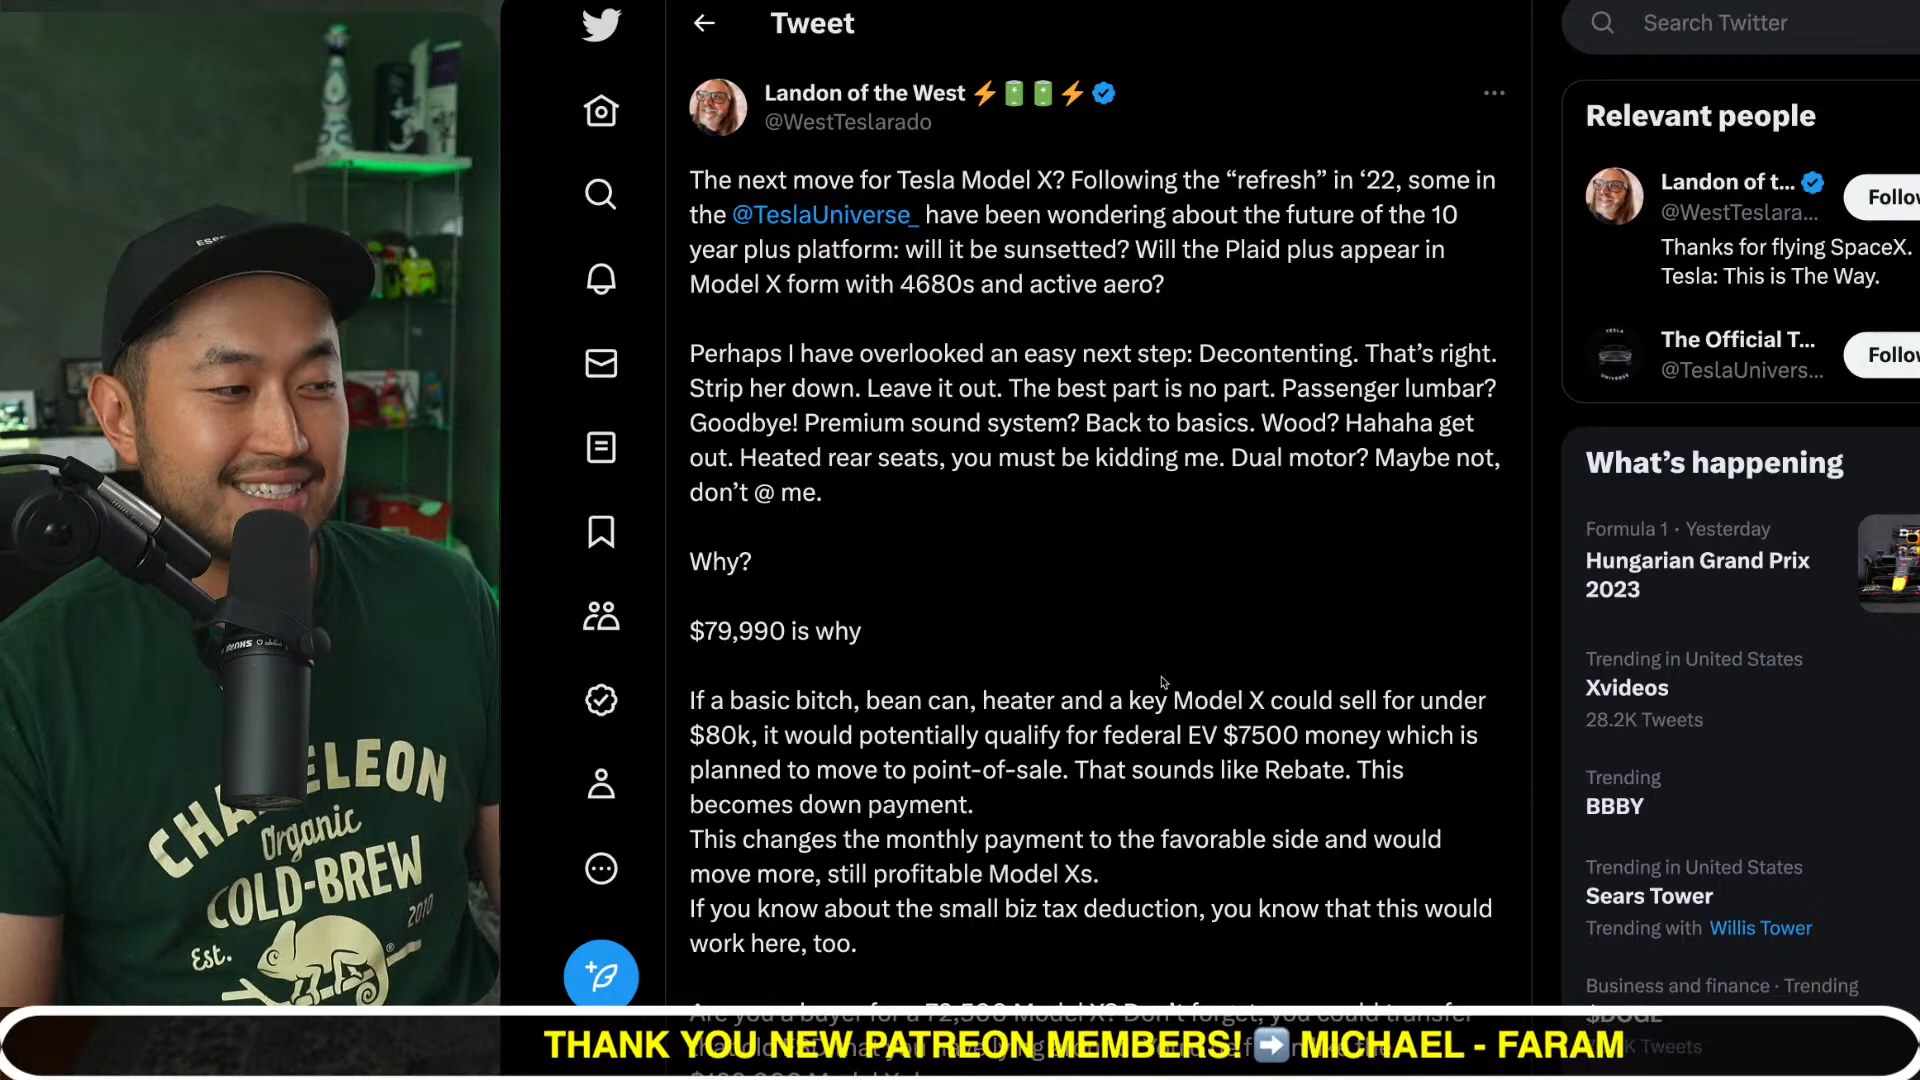 Tweet
Search Twitter
Landon of the West
@WestTeslarado
The next move for Tesla Model X? Following the “refresh” in ‘22, some in
the @TeslaUniverse_ have been wondering about the future of the 10
year plus platform: will it be sunsetted? Will the Plaid plus appear in
Model X form with 4680s and active aero?
Perhaps I have overlooked an easy next step: Decontenting. That’s right.
Strip her down. Leave it out. The best part is no part. Passenger lumbar?
Goodbye! Premium sound system? Back to basics. Wood? Hahaha get
out. Heated rear seats, you must be kidding me. Dual motor? Maybe not,
don’t @ me.
Why?
$79,990 is why
If a basic bitch, bean can, heater and a key Model X could sell for under
$80k, it would potentially qualify for federal EV $7500 money which is
planned to move to point-of-sale. That sounds like Rebate. This
becomes down payment.
This changes the monthly payment to the favorable side and would
move more, still profitable Model Xs.
If you know about the small biz tax deduction, you know that this would
work here, too.
Relevant people
Landon of t...
@WestTeslara...
Follo
Thanks for flying SpaceX.
Tesla: This is The Way.
The Official T...
@TeslaUnivers...
Follo
What’s happening
Formula 1 · Yesterday
Hungarian Grand Prix
2023
Trending in United States
Xvideos
28.2K Tweets
Trending
BBBY
Trending in United States
Sears Tower
Trending with Willis Tower
Business and finance · Trending
$DOGE
Tweets
SHURE
CHAMELEON
Organic
COLD-BREW
Est.
2010
THANK YOU NEW PATREON MEMBERS! ➡️ MICHAEL - FARAM